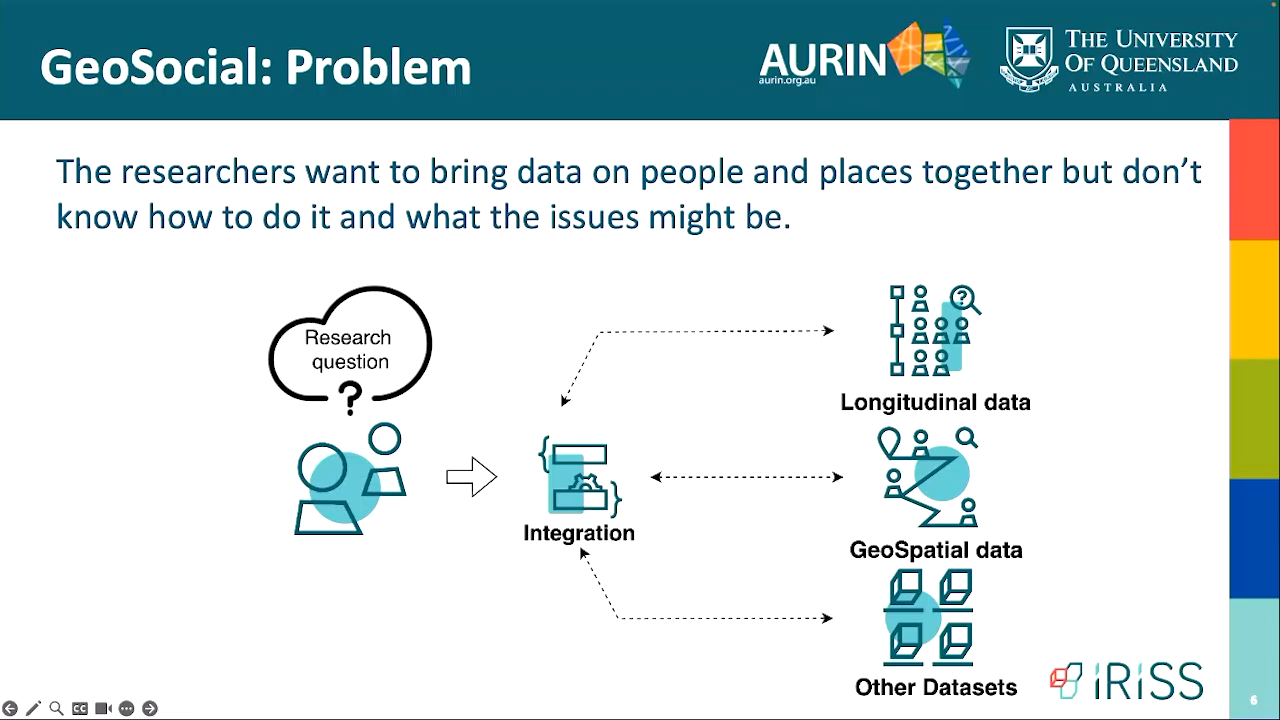 GeoSocial: Problem
AURIN
aurin.org.au
THE UNIVERSITY
OF QUEENSLAND
AUSTRALIA
The researchers want to bring data on people and places together but don’t
know how to do it and what the issues might be.
Research
question
?
?
Longitudinal data
Integration
GeoSpatial data
Other Datasets
iRiSS
6
CC